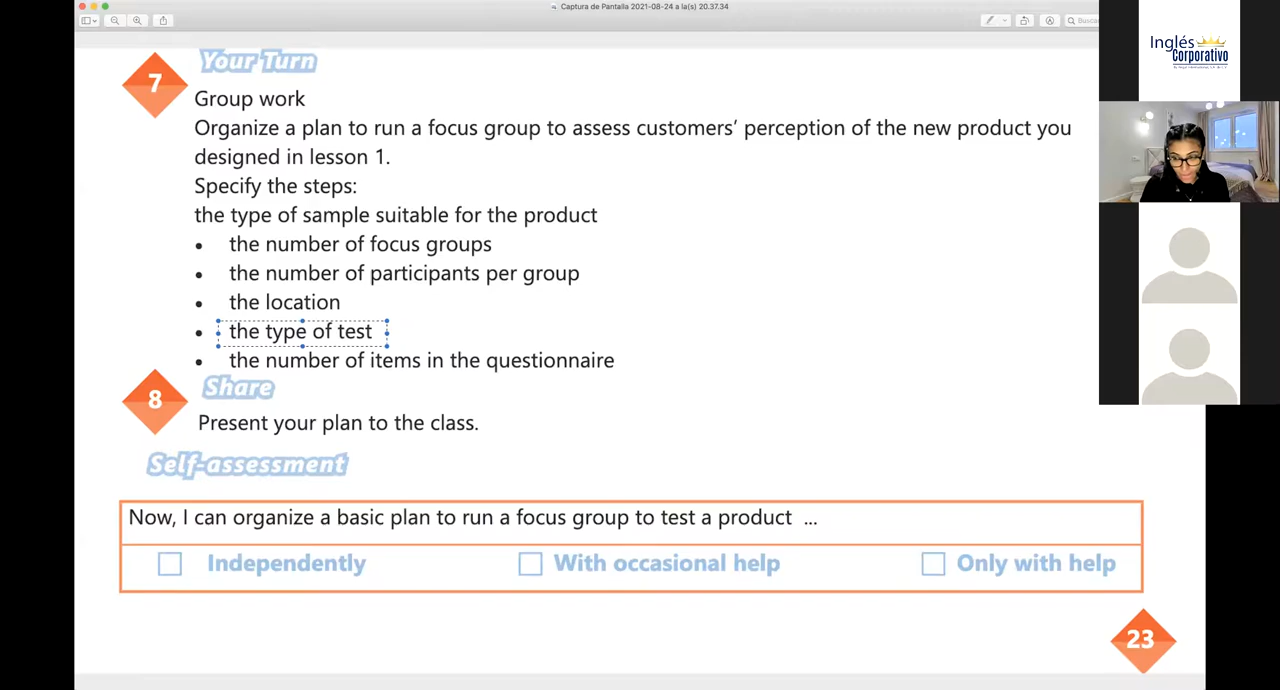 Captura de Pantalla 2021-08-24 a la(s) 20.37.34
Busca
Inglés
Corporativo
7
Your Turn
Group work
Organize a plan to run a focus group to assess customers’ perception of the new product you
designed in lesson 1.
Specify the steps:
the type of sample suitable for the product
• the number of focus groups
• the number of participants per group
• the location
• the type of test
• the number of items in the questionnaire
8
Share
Present your plan to the class.
Self-assessment
Now, I can organize a basic plan to run a focus group to test a product ...
Independently
With occasional help
Only with help
23